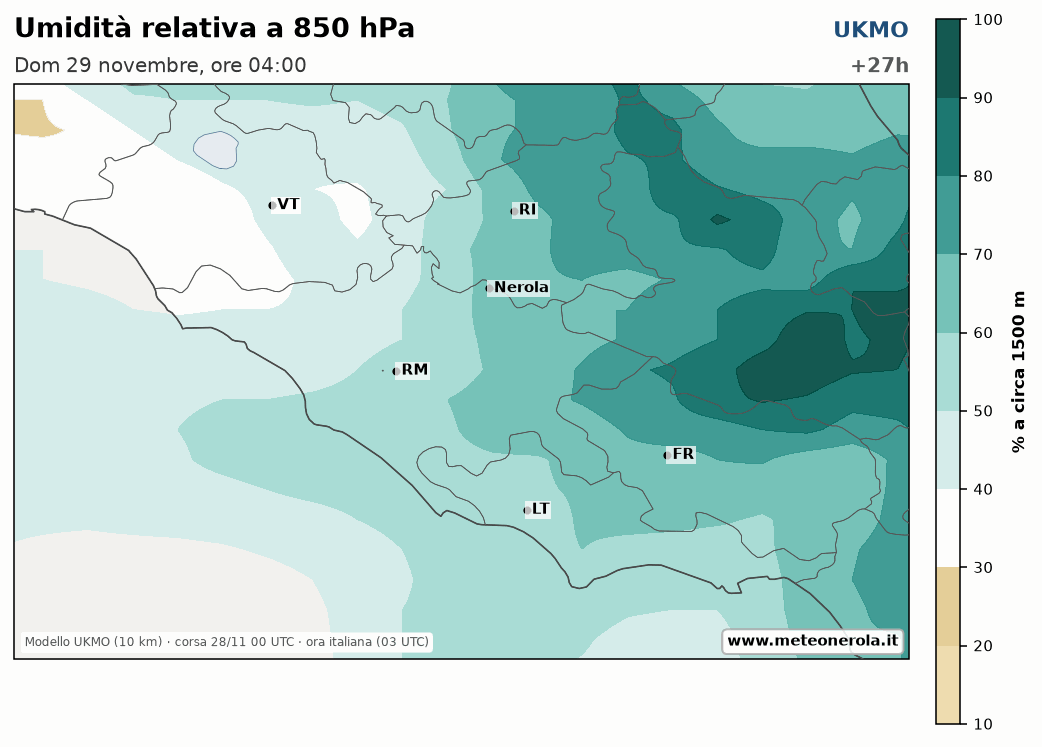 Umidità relativa a 850 hPa
UKMO
Dom 29 novembre, ore 04:00
+27h
VT
RI
Nerola
RM
FR
LT
Modello UKMO (10 km) · corsa 28/11 00 UTC · ora italiana (03 UTC)
www.meteonerola.it
100
90
80
70
60
50
40
30
20
10
% a circa 1500 m